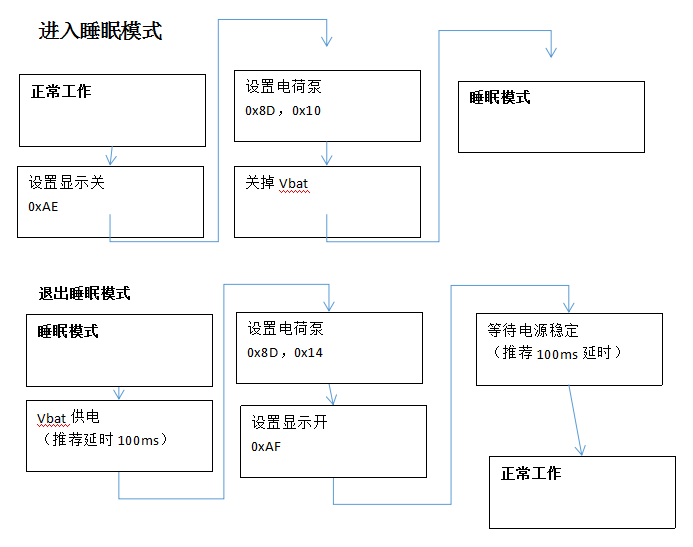 进入睡眠模式
正常工作
设置显示关
0xAE
设置电荷泵
0x8D，0x10
关掉 Vbat
睡眠模式
退出睡眠模式
睡眠模式
Vbat 供电
（推荐延时 100ms）
设置电荷泵
0x8D，0x14
设置显示开
0xAF
等待电源稳定
（推荐 100ms 延时）
正常工作